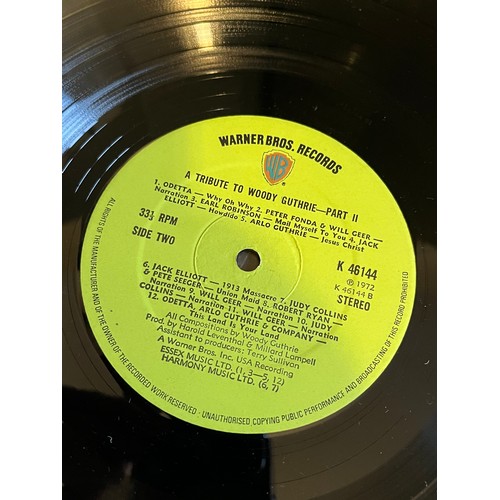 WARNER BROS. RECORDS
WB
A TRIBUTE TO WOODY GUTHRIE—PART II
1. ODETTA — Why Oh Why 2. PETER FONDA & WILL GEER —
Narration 3. EARL ROBINSON — Mail Myself To You 4. JACK
ELLIOTT — Howdido 5. ARLO GUTHRIE — Jesus Christ
33⅓ RPM
SIDE TWO
K 46144
℗ 1972
K 46144 B
STEREO
6. JACK ELLIOTT — 1913 Massacre 7. JUDY COLLINS
& PETE SEEGER — Union Maid 8. ROBERT RYAN —
Narration 9. WILL GEER — Narration 10. JUDY
COLLINS — 11. WILL GEER — Narration
12. ODETTA, ARLO GUTHRIE & COMPANY —
This Land Is Your Land
All Compositions by Woody Guthrie
Prod. by Harold Leventhal & Millard Lampell
Assistant to producers; Terry Sullivan
A Warner Bros. Inc. USA Recording
ESSEX MUSIC LTD. (1, 3—5, 12)
HARMONY MUSIC LTD. (6, 7)
ALL RIGHTS OF THE MANUFACTURER AND OF THE OWNER OF THE RECORDED WORK RESERVED · UNAUTHORISED COPYING PUBLIC PERFORMANCE AND BROADCASTING OF THIS RECORD PROHIBITED